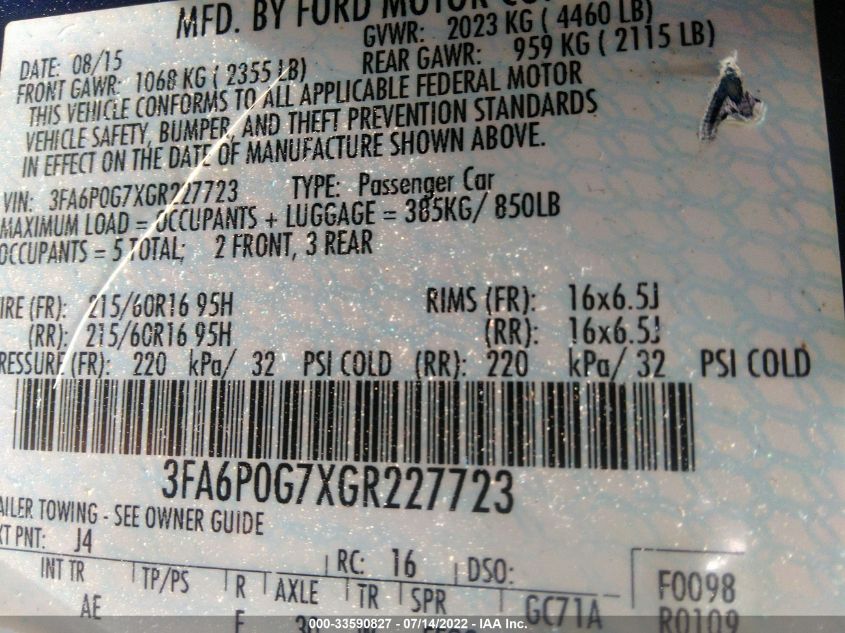 MFD. BY FORD MOTOR CO
DATE: 08/15 GVWR: 2023 KG ( 4460 LB)
FRONT GAWR: 1068 KG ( 2355 LB) REAR GAWR: 959 KG ( 2115 LB)
THIS VEHICLE CONFORMS TO ALL APPLICABLE FEDERAL MOTOR
VEHICLE SAFETY, BUMPER, AND THEFT PREVENTION STANDARDS
IN EFFECT ON THE DATE OF MANUFACTURE SHOWN ABOVE.
VIN: 3FA6P0G7XGR227723 TYPE: Passenger Car
MAXIMUM LOAD = OCCUPANTS + LUGGAGE = 385KG/ 850LB
OCCUPANTS = 5 TOTAL; 2 FRONT, 3 REAR
IRE (FR): 215/60R16 95H RIMS (FR): 16x6.5J
(RR): 215/60R16 95H (RR): 16x6.5J
RESSURE (FR): 220 kPa/ 32 PSI COLD (RR): 220 kPa/ 32 PSI COLD
3FA6P0G7XGR227723
AILER TOWING - SEE OWNER GUIDE
XT PNT: J4 RC: 16 DSO:
INT TR TP/PS R AXLE TR SPR F0098
AE GC71A R0109
000-33590827 - 07/14/2022 - IAA Inc.